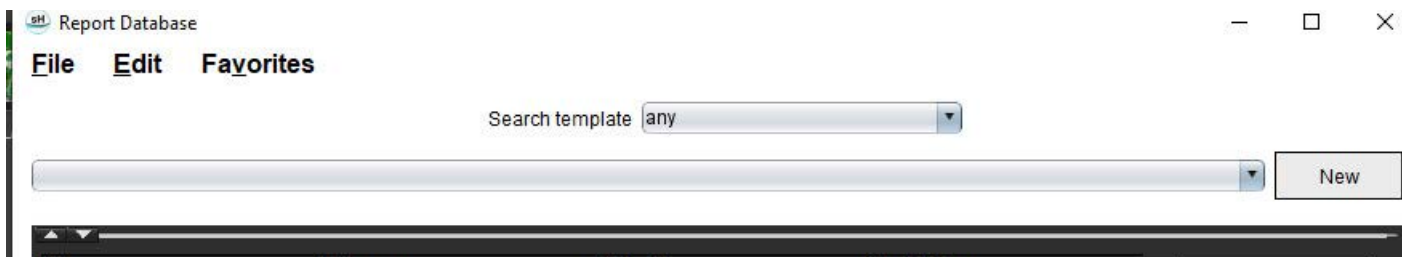 sH Report Database
File Edit Favorites
Search template any
New